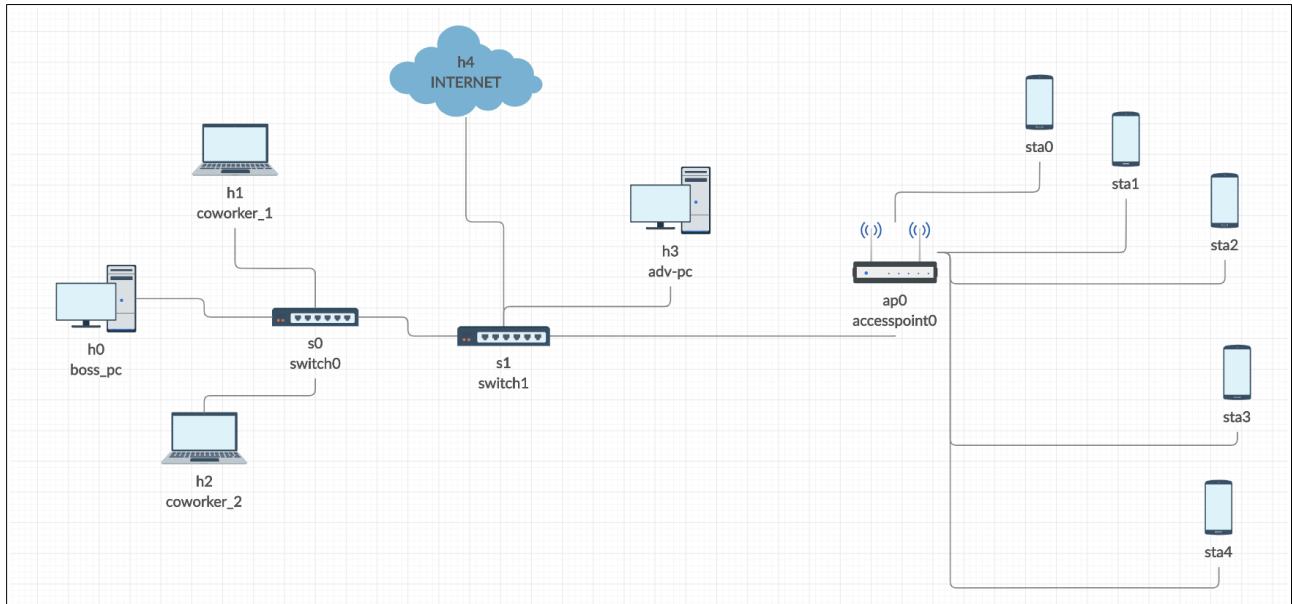 h4
INTERNET
h1
coworker_1
h3
adv-pc
sta0
sta1
sta2
ap0
accesspoint0
h0
boss_pc
s0
switch0
s1
switch1
h2
coworker_2
sta3
sta4